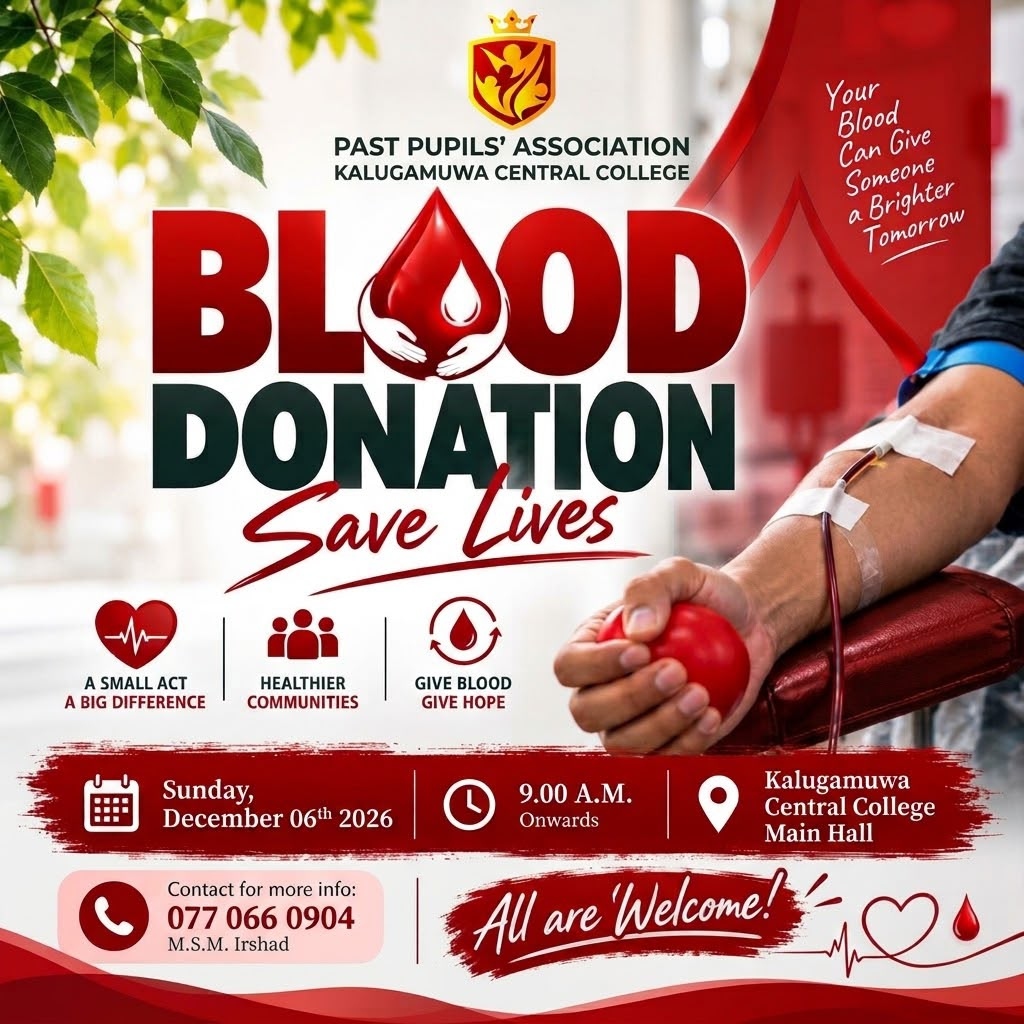 PAST PUPILS' ASSOCIATION
KALUGAMUWA CENTRAL COLLEGE
Your
Blood
Can Give
Someone
a Brighter
Tomorrow
BLOOD
DONATION
Save Lives
A SMALL ACT
A BIG DIFFERENCE
HEALTHIER
COMMUNITIES
GIVE BLOOD
GIVE HOPE
Sunday,
December 06th 2026
9.00 A.M.
Onwards
Kalugamuwa
Central College
Main Hall
Contact for more info:
077 066 0904
M.S.M. Irshad
All are 'Welcome!